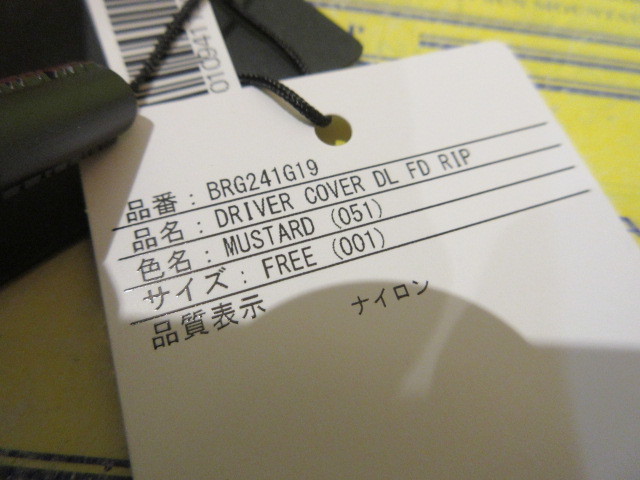 品番 : BRG241G19
品名 : DRIVER COVER DL FD RIP
色名 : MUSTARD (051)
サイズ : FREE (001)
品質表示 ナイロン